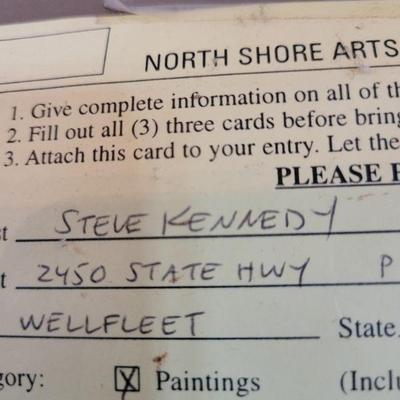 NORTH SHORE ARTS
1. Give complete information on all of th
2. Fill out all (3) three cards before bring
3. Attach this card to your entry. Let the
PLEASE
st STEVE KENNEDY
t 2450 STATE HWY P
WELLFLEET State
gory: X Paintings (Inclu